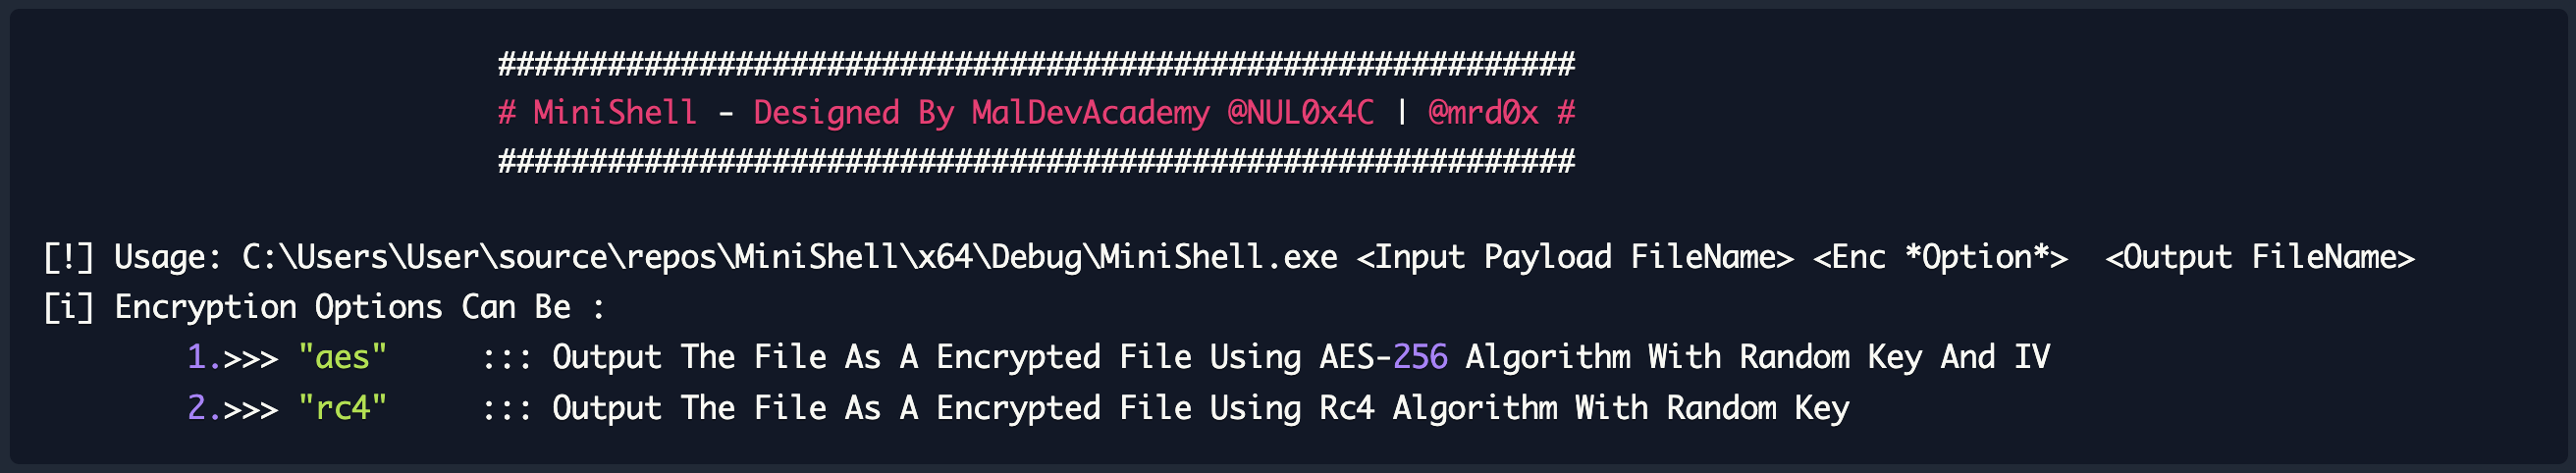 ###########################################################
# MiniShell - Designed By MalDevAcademy @NUL0x4C | @mrd0x #
###########################################################
[!] Usage: C:\Users\User\source\repos\MiniShell\x64\Debug\MiniShell.exe <Input Payload FileName> <Enc *Option*>  <Output FileName>
[i] Encryption Options Can Be :
1.>>> "aes"     ::: Output The File As A Encrypted File Using AES-256 Algorithm With Random Key And IV
2.>>> "rc4"     ::: Output The File As A Encrypted File Using Rc4 Algorithm With Random Key